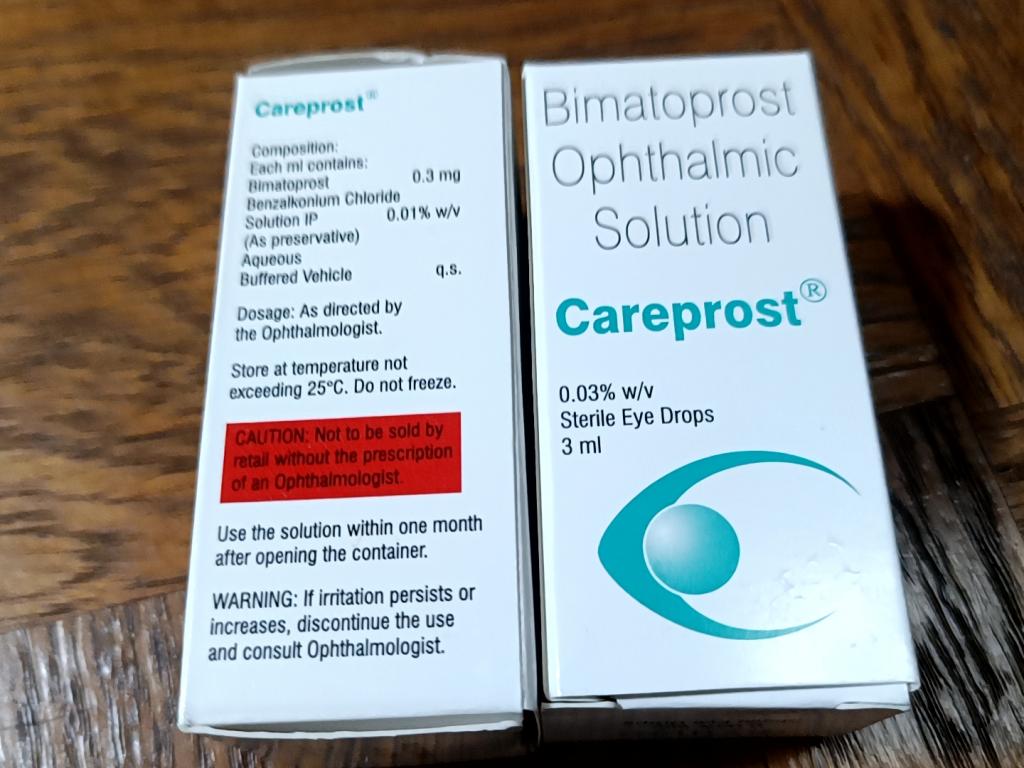 Careprost®
Composition:
Each ml contains:
Bimatoprost 0.3 mg
Benzalkonium Chloride
Solution IP 0.01% w/v
(As preservative)
Aqueous
Buffered Vehicle q.s.
Dosage: As directed by
the Ophthalmologist.
Store at temperature not
exceeding 25°C. Do not freeze.
CAUTION: Not to be sold by
retail without the prescription
of an Ophthalmologist.
Use the solution within one month
after opening the container.
WARNING: If irritation persists or
increases, discontinue the use
and consult Ophthalmologist.
Bimatoprost
Ophthalmic
Solution
Careprost®
0.03% w/v
Sterile Eye Drops
3 ml